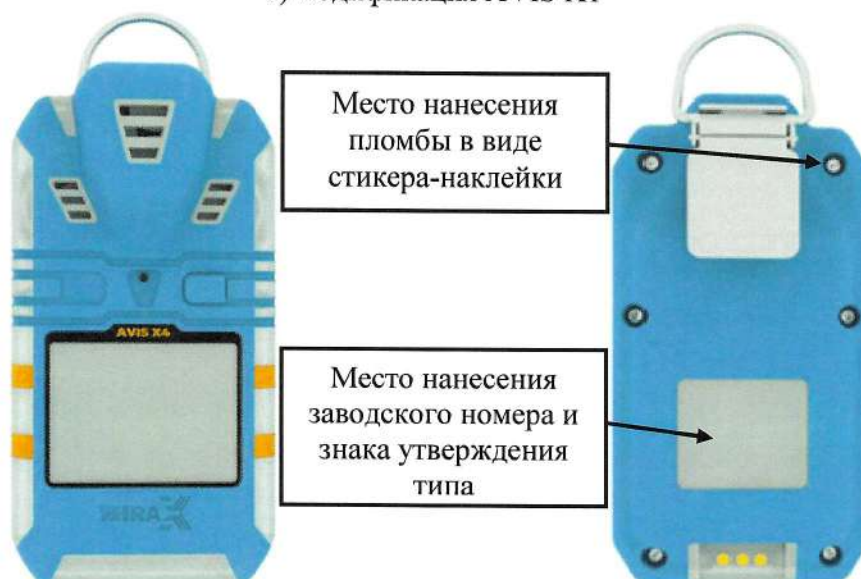 Место нанесения
пломбы в виде
стикера-наклейки
AVIS X4
Место нанесения
заводского номера и
знака утверждения
типа